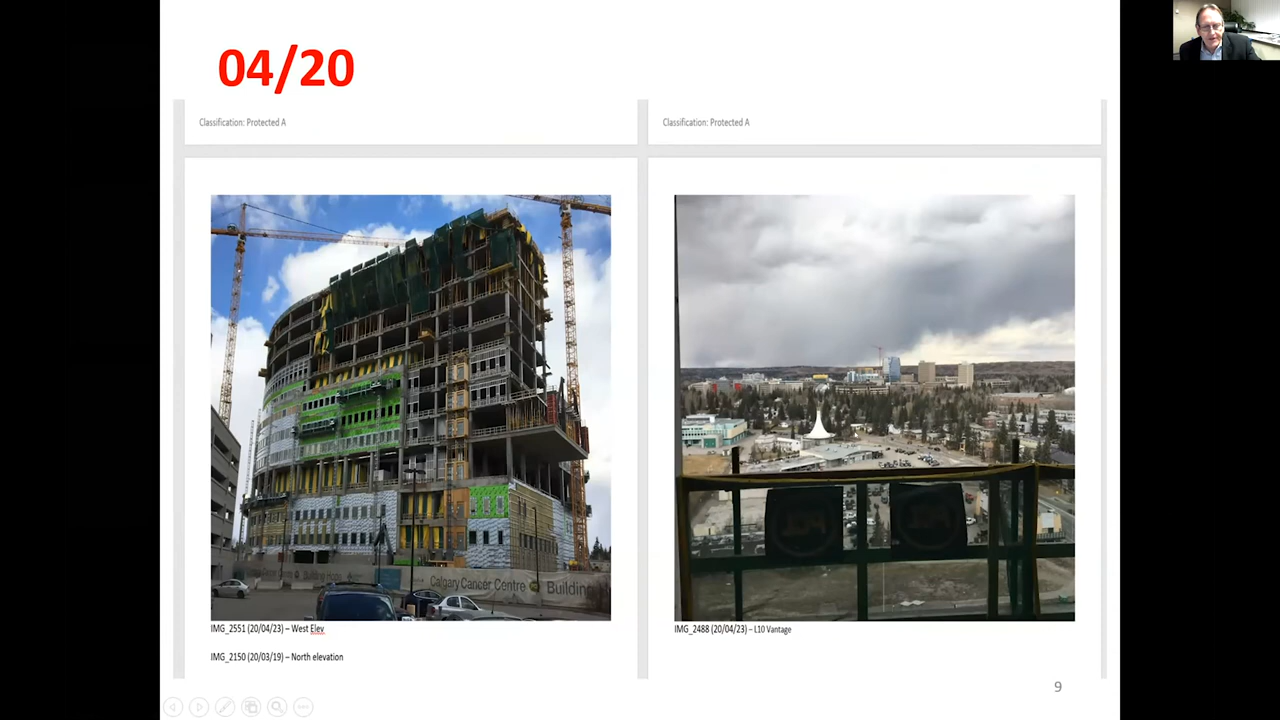 04/20
Classification: Protected A
Classification: Protected A
Calgary Cancer Centre
Building
IMG_2551 (20/04/23) – West Elev
IMG_2150 (20/03/19) – North elevation
IMG_2488 (20/04/23) – L10 Vantage
9